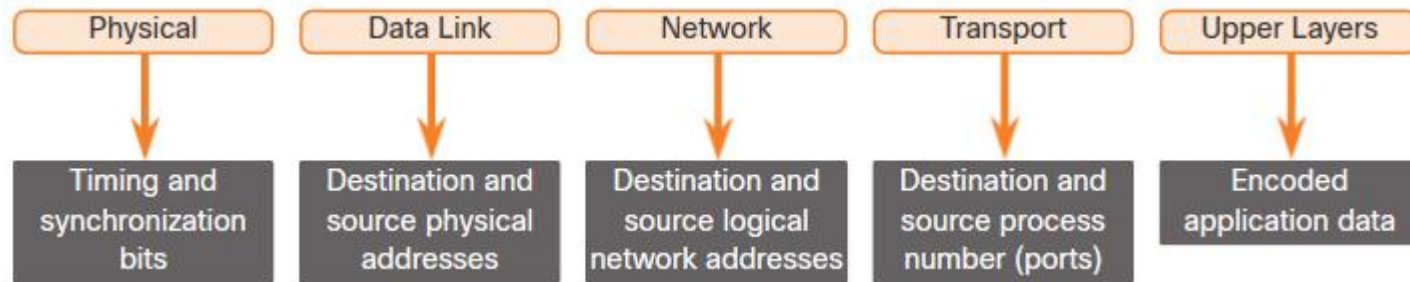 Physical
Data Link
Network
Transport
Upper Layers
Timing and
synchronization
bits
Destination and
source physical
addresses
Destination and
source logical
network addresses
Destination and
source process
number (ports)
Encoded
application data